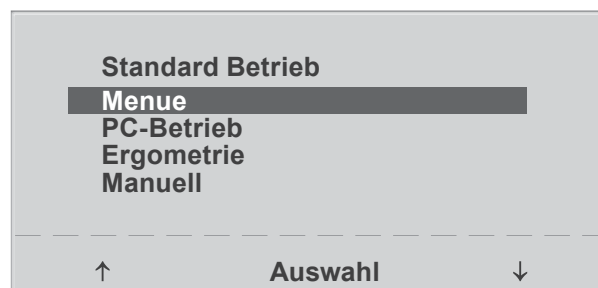 Standard Betrieb
Menue
PC-Betrieb
Ergometrie
Manuell
↑ Auswahl ↓